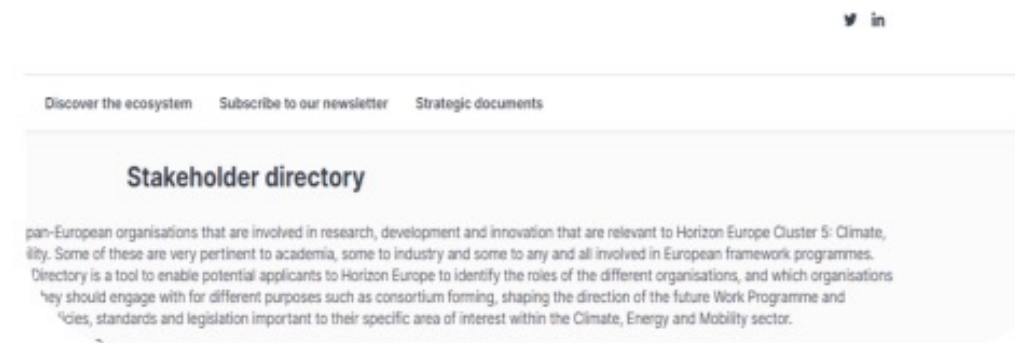 Discover the ecosystem Subscribe to our newsletter Strategic documents
Stakeholder directory
pan-European organisations that are involved in research, development and innovation that are relevant to Horizon Europe Cluster 5: Climate,
ility. Some of these are very pertinent to academia, some to industry and some to any and all involved in European framework programmes.
Directory is a tool to enable potential applicants to Horizon Europe to identify the roles of the different organisations, and which organisations
hey should engage with for different purposes such as consortium forming, shaping the direction of the future Work Programme and
icies, standards and legislation important to their specific area of interest within the Climate, Energy and Mobility sector.